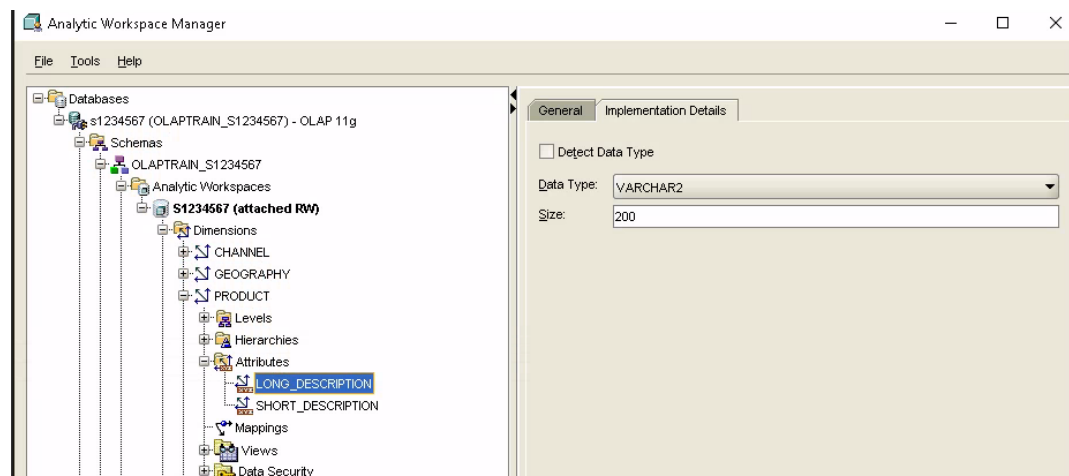 Analytic Workspace Manager
File Tools Help
Databases
s1234567 (OLAPTRAIN_S1234567) - OLAP 11g
Schemas
OLAPTRAIN_S1234567
Analytic Workspaces
S1234567 (attached RW)
Dimensions
CHANNEL
GEOGRAPHY
PRODUCT
Levels
Hierarchies
Attributes
LONG_DESCRIPTION
SHORT_DESCRIPTION
Mappings
Views
Data Security
General Implementation Details
Detect Data Type
Data Type: VARCHAR2
Size: 200